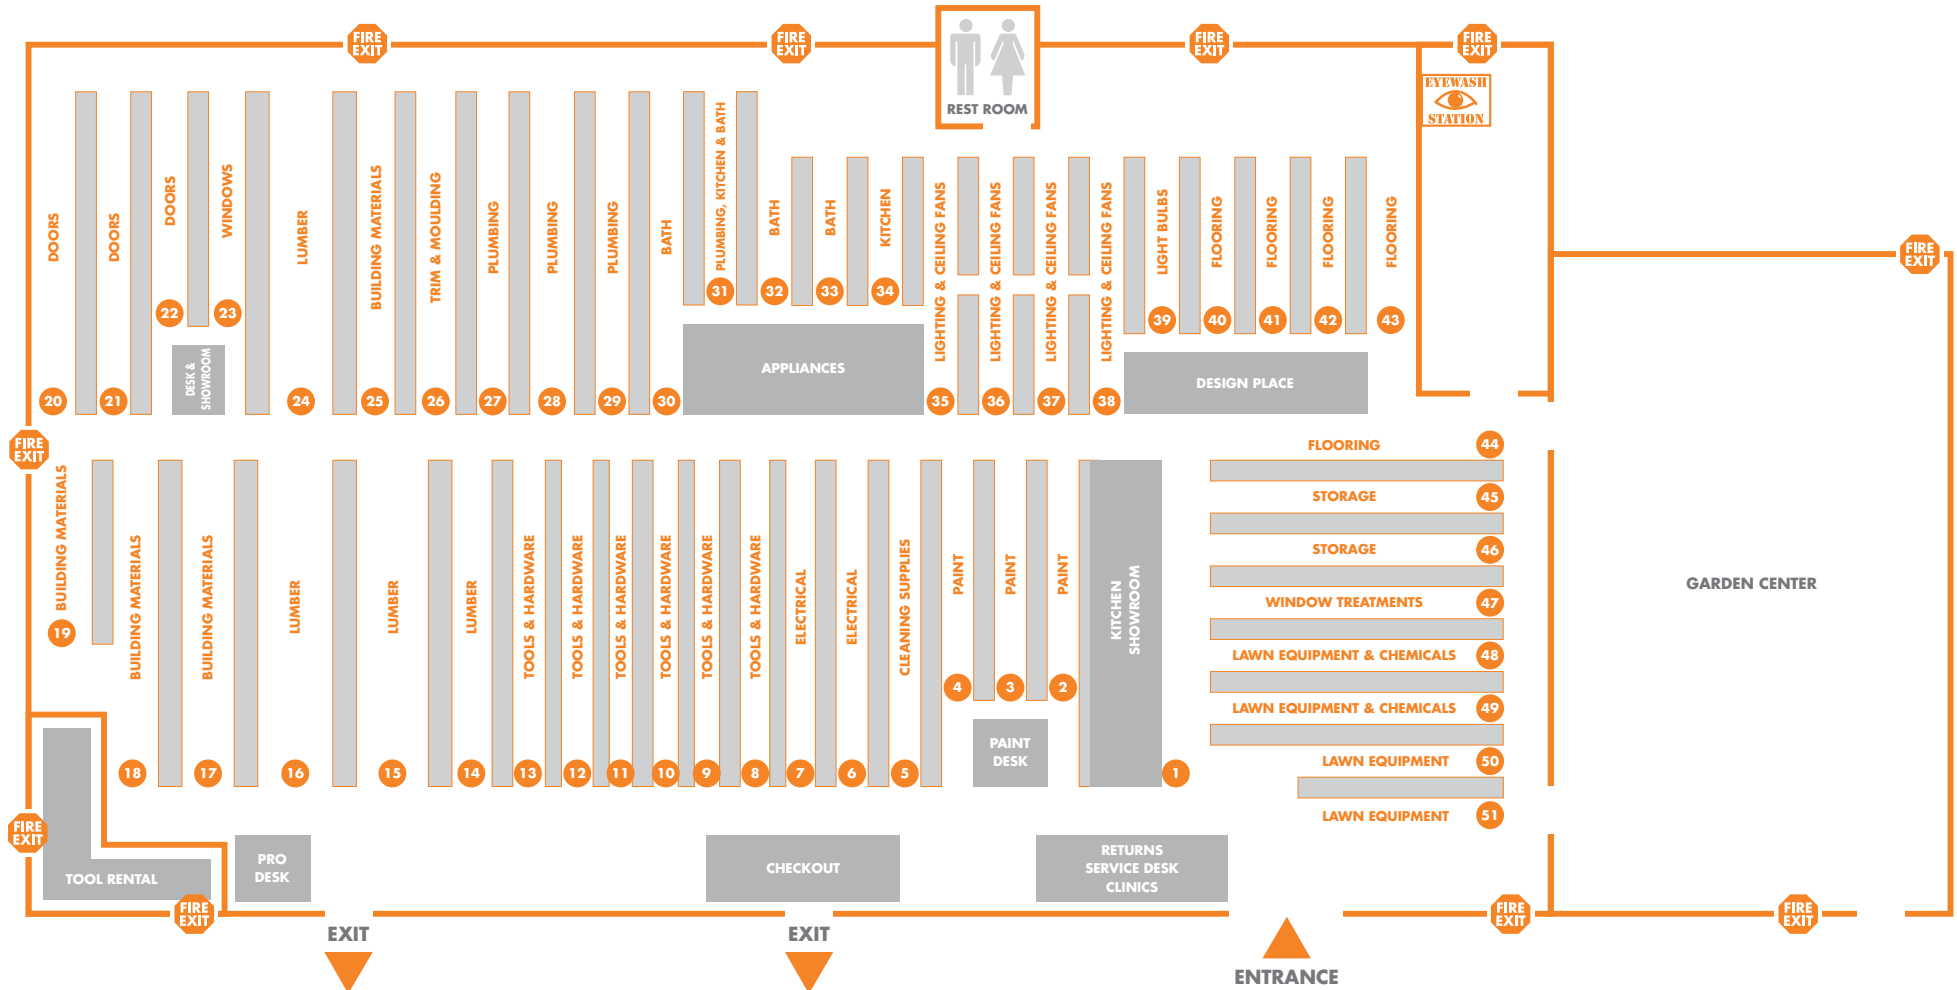 FIRE
EXIT
FIRE
EXIT
FIRE
EXIT
FIRE
EXIT
REST ROOM
EYEWASH
STATION
DOORS
DOORS
DOORS
WINDOWS
LUMBER
BUILDING MATERIALS
TRIM & MOULDING
PLUMBING
PLUMBING
PLUMBING
BATH
PLUMBING, KITCHEN & BATH
BATH
BATH
KITCHEN
LIGHTING & CEILING FANS
LIGHTING & CEILING FANS
LIGHTING & CEILING FANS
LIGHTING & CEILING FANS
LIGHT BULBS
FLOORING
FLOORING
FLOORING
FLOORING
FIRE
EXIT
22
23
31
32
33
34
39
40
41
42
43
DESK &
SHOWROOM
APPLIANCES
DESIGN PLACE
20
21
24
25
26
27
28
29
30
35
36
37
38
FIRE
EXIT
FLOORING 44
STORAGE 45
STORAGE 46
WINDOW TREATMENTS 47
LAWN EQUIPMENT & CHEMICALS 48
LAWN EQUIPMENT & CHEMICALS 49
LAWN EQUIPMENT 50
LAWN EQUIPMENT 51
GARDEN CENTER
BUILDING MATERIALS
BUILDING MATERIALS
BUILDING MATERIALS
LUMBER
LUMBER
LUMBER
TOOLS & HARDWARE
TOOLS & HARDWARE
TOOLS & HARDWARE
TOOLS & HARDWARE
TOOLS & HARDWARE
TOOLS & HARDWARE
ELECTRICAL
ELECTRICAL
CLEANING SUPPLIES
PAINT
PAINT
PAINT
KITCHEN
SHOWROOM
19
4
3
2
PAINT
DESK
18
17
16
15
14
13
12
11
10
9
8
7
6
5
1
FIRE
EXIT
TOOL RENTAL
PRO
DESK
CHECKOUT
RETURNS
SERVICE DESK
CLINICS
FIRE
EXIT
FIRE
EXIT
FIRE
EXIT
EXIT
EXIT
ENTRANCE